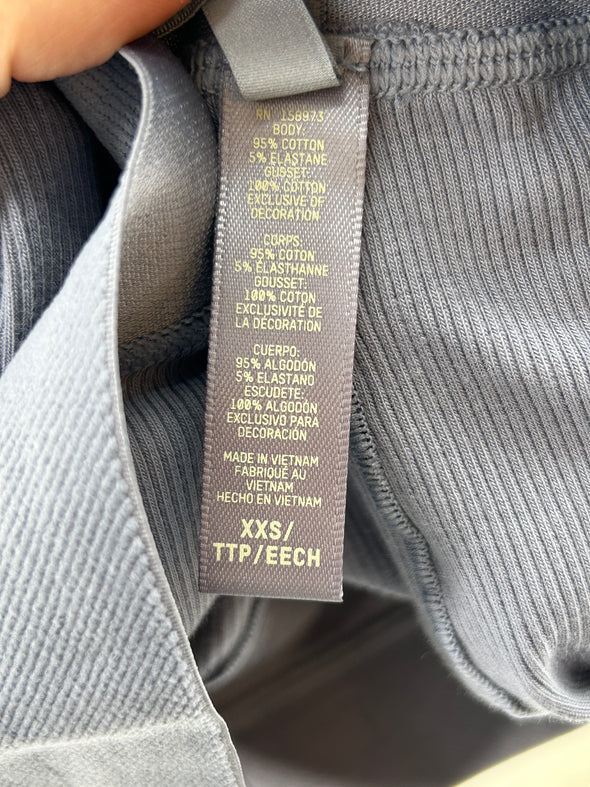 RN 158973
BODY:
95% COTTON
5% ELASTANE
GUSSET:
100% COTTON
EXCLUSIVE OF
DECORATION
CORPS:
95% COTON
5% ÉLASTHANNE
GOUSSET:
100% COTON
EXCLUSIVITÉ DE
LA DÉCORATION
CUERPO:
95% ALGODÓN
5% ELASTANO
ESCUDETE:
100% ALGODÓN
EXCLUSIVO PARA
DECORACIÓN
MADE IN VIETNAM
FABRIQUÉ AU
VIETNAM
HECHO EN VIETNAM
XXS/
TTP/EECH